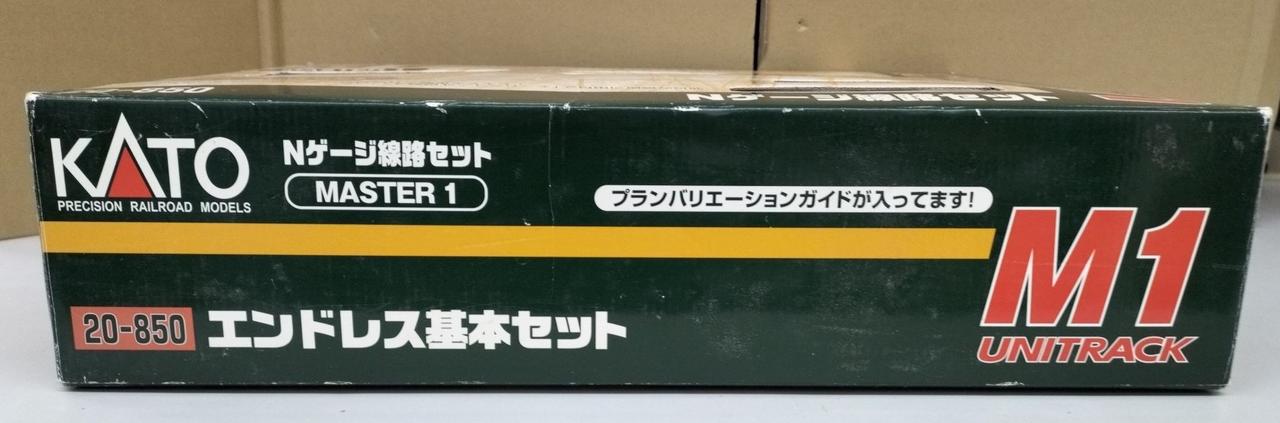 -850
KATO
PRECISION RAILROAD MODELS
Nゲージ線路セット
MASTER 1
プランバリエーションガイドが入ってます!
M1
UNITRACK
20-850
エンドレス基本セット